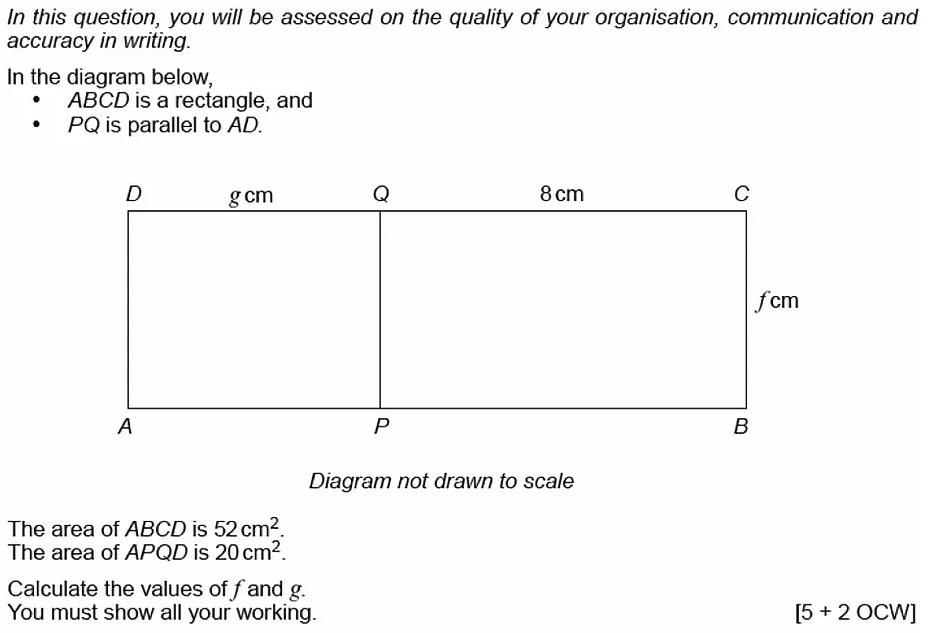 In this question, you will be assessed on the quality of your organisation, communication and
accuracy in writing.
In the diagram below,
• ABCD is a rectangle, and
• PQ is parallel to AD.
D g cm Q 8 cm C
f cm
A P B
Diagram not drawn to scale
The area of ABCD is 52 cm².
The area of APQD is 20 cm².
Calculate the values of f and g.
You must show all your working. [5 + 2 OCW]